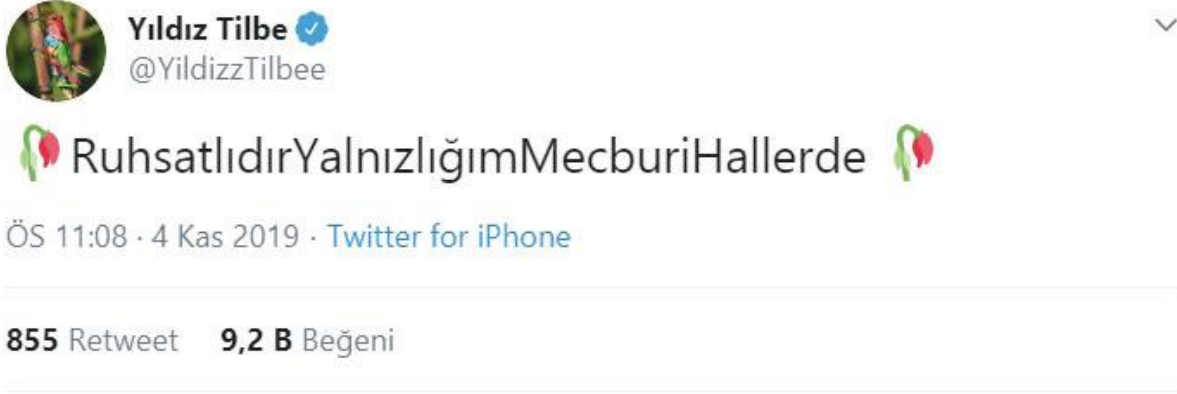 Yıldız Tilbe
@YildizzTilbee
🥀RuhsatlıdırYalnızlığımMecburiHallerde 🥀
ÖS 11:08 · 4 Kas 2019 · Twitter for iPhone
855 Retweet 9,2 B Beğeni